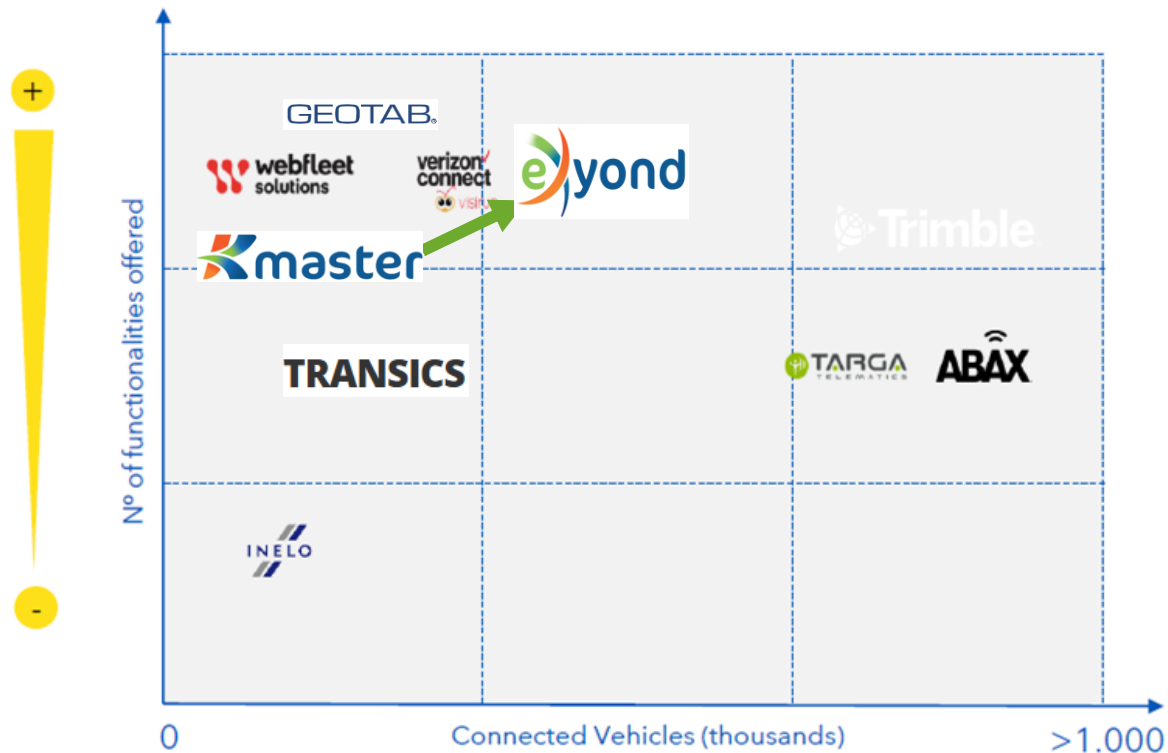 +
GEOTAB®
webfleet
solutions
verizon
connect
eyond
master
Trimble
TRANSICS
TARGA
TELEMATICS
ABAX
INELO
-
Nº of functionalities offered
0
Connected Vehicles (thousands)
>1.000